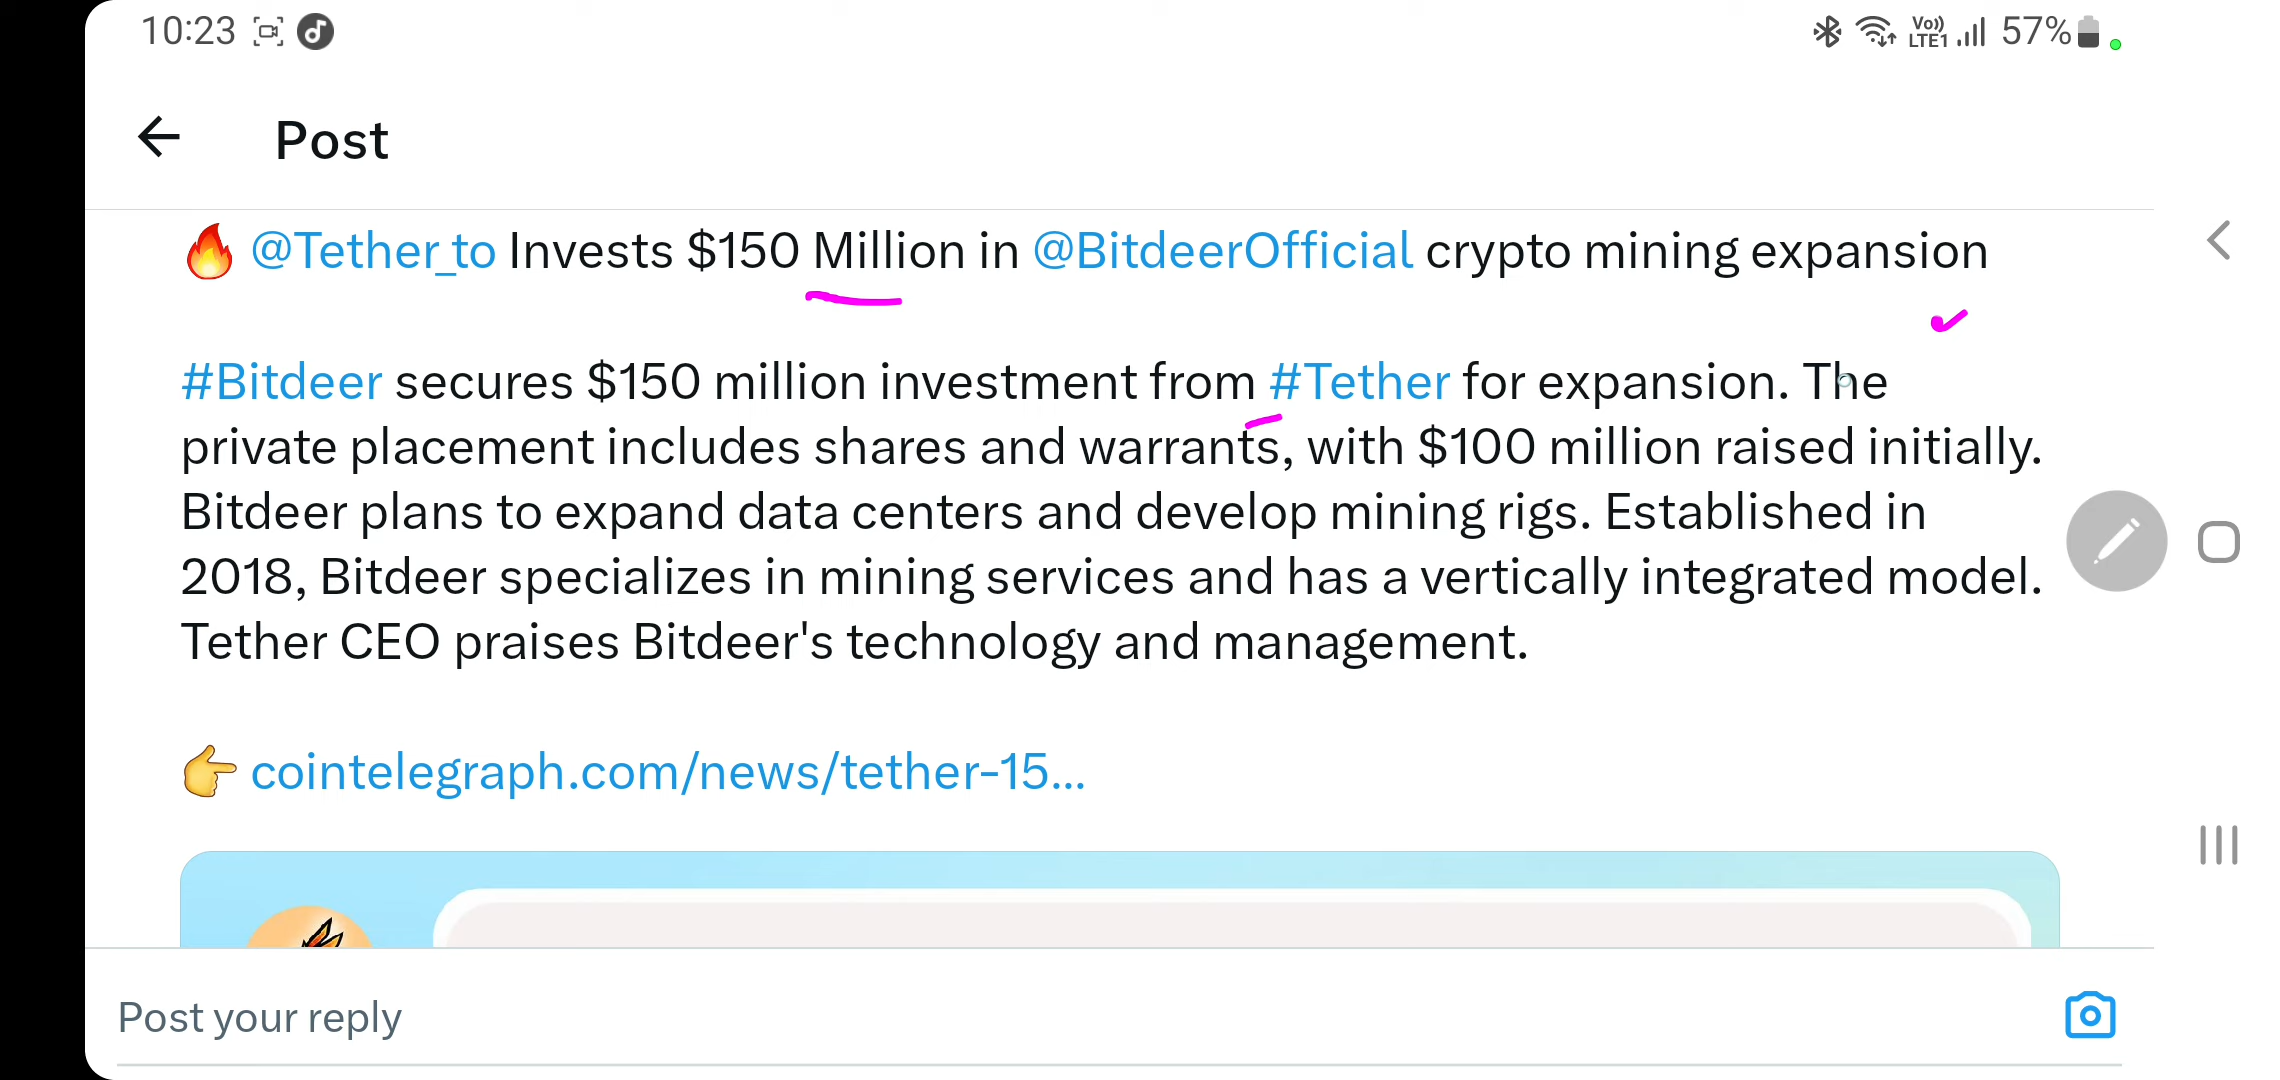 10:23
Vo)) LTE1 57%
Post
@Tether_to Invests $150 Million in @BitdeerOfficial crypto mining expansion
#Bitdeer secures $150 million investment from #Tether for expansion. The
private placement includes shares and warrants, with $100 million raised initially.
Bitdeer plans to expand data centers and develop mining rigs. Established in
2018, Bitdeer specializes in mining services and has a vertically integrated model.
Tether CEO praises Bitdeer's technology and management.
cointelegraph.com/news/tether-15...
Post your reply